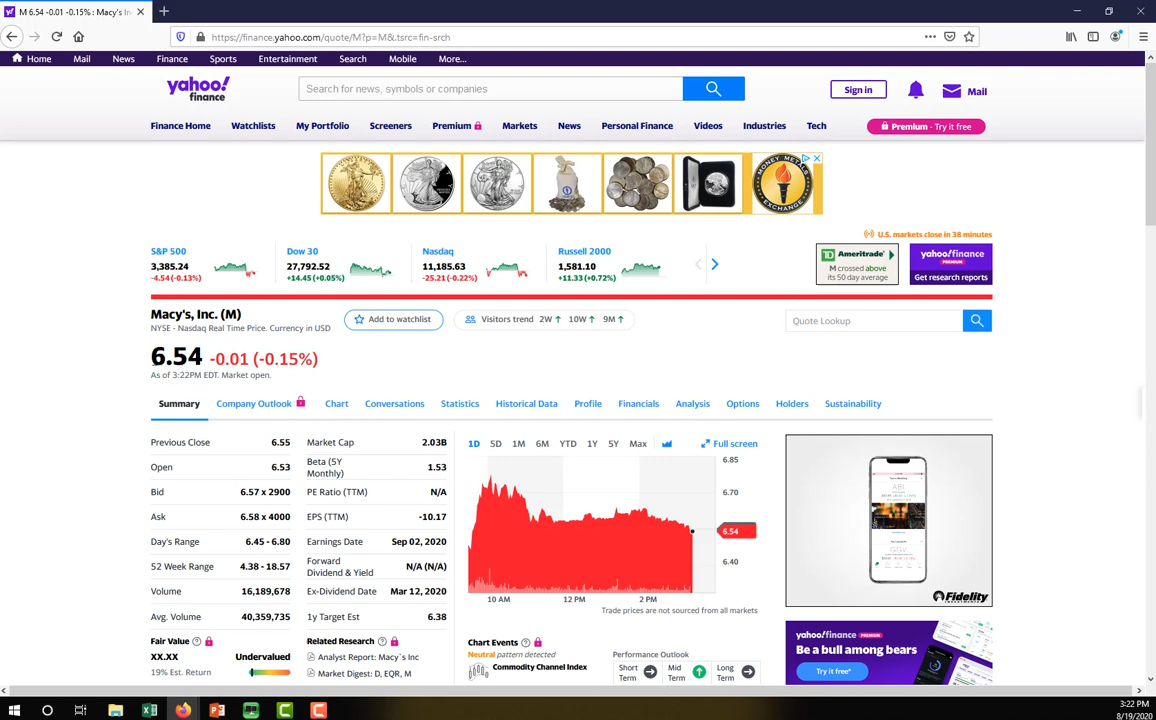 M 6.54 -0.01 -0.15% : Macy's In
https://finance.yahoo.com/quote/M?p=M&.tsrc=fin-srch
Home Mail News Finance Sports Entertainment Search Mobile More...
yahoo!
finance
Search for news, symbols or companies
Sign in
Mail
Finance Home Watchlists My Portfolio Screeners Premium Markets News Personal Finance Videos Industries Tech
Premium - Try it free
MONEY METALS
EXCHANGE
U.S. markets close in 38 minutes
S&P 500
3,385.24
-4.54 (-0.13%)
Dow 30
27,792.52
+14.45 (+0.05%)
Nasdaq
11,185.63
-25.21 (-0.22%)
Russell 2000
1,581.10
+11.33 (+0.72%)
Ameritrade
M crossed above
its 50 day average
yahoo/finance
PREMIUM
Get research reports
Macy's, Inc. (M)
NYSE - Nasdaq Real Time Price. Currency in USD
Add to watchlist
Visitors trend 2W↑ 10W↑ 9M↑
Quote Lookup
6.54 -0.01 (-0.15%)
As of 3:22PM EDT. Market open.
Summary Company Outlook Chart Conversations Statistics Historical Data Profile Financials Analysis Options Holders Sustainability
Previous Close 6.55
Open 6.53
Bid 6.57 x 2900
Ask 6.58 x 4000
Day's Range 6.45 - 6.80
52 Week Range 4.38 - 18.57
Volume 16,189,678
Avg. Volume 40,359,735
Market Cap 2.03B
Beta (5Y
Monthly) 1.53
PE Ratio (TTM) N/A
EPS (TTM) -10.17
Earnings Date Sep 02, 2020
Forward
Dividend & Yield N/A (N/A)
Ex-Dividend Date Mar 12, 2020
1y Target Est 6.38
Fair Value
XX.XX Undervalued
19% Est. Return
Related Research
Analyst Report: Macy`s Inc
Market Digest: D, EQR, M
1D 5D 1M 6M YTD 1Y 5Y Max
Full screen
6.85
6.70
6.54
6.40
10 AM 12 PM 2 PM
Trade prices are not sourced from all markets
Chart Events
Neutral pattern detected
Commodity Channel Index
Performance Outlook
Short
Term
Mid
Term
Long
Term
Fidelity
yahoo/finance PREMIUM
Be a bull among bears
Try it free*
3:22 PM
8/19/2020